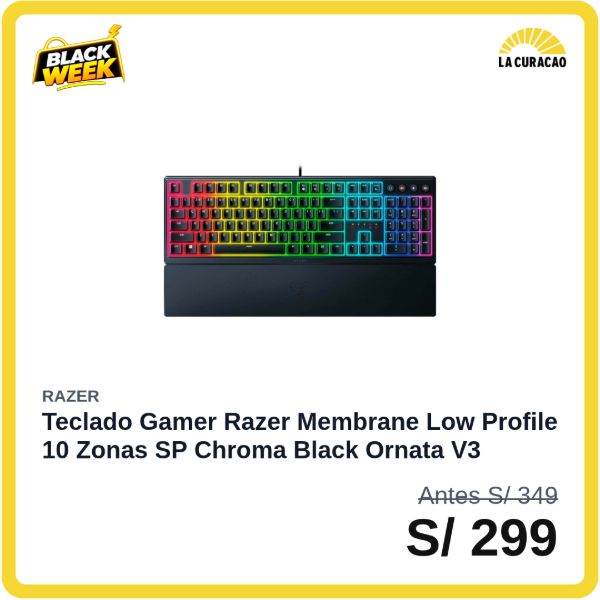 BLACK
WEEK
LA CURACAO
RAZER
Teclado Gamer Razer Membrane Low Profile
10 Zonas SP Chroma Black Ornata V3
Antes S/ 349
S/ 299